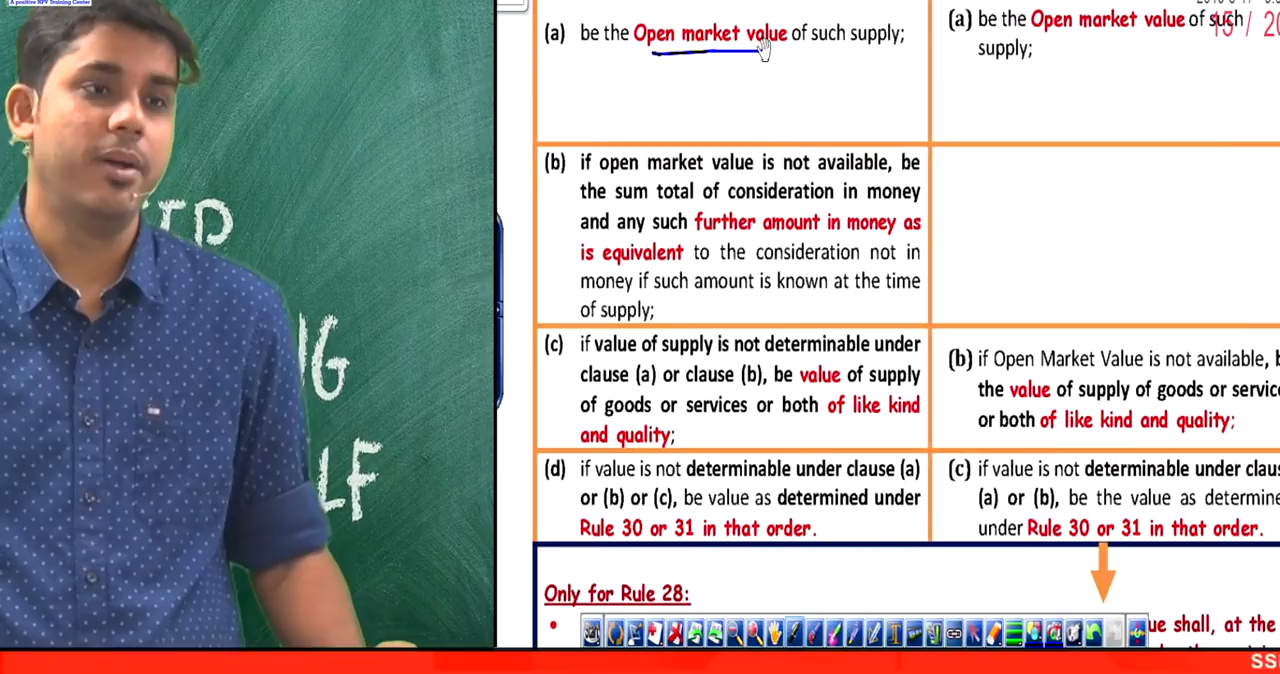 A positive NPV Training Center
(a) be the Open market value of such supply;
(b) if open market value is not available, be
the sum total of consideration in money
and any such further amount in money as
is equivalent to the consideration not in
money if such amount is known at the time
of supply;
(c) if value of supply is not determinable under
clause (a) or clause (b), be value of supply
of goods or services or both of like kind
and quality;
(d) if value is not determinable under clause (a)
or (b) or (c), be value as determined under
Rule 30 or 31 in that order.
(a) be the Open market value of such
supply;
15 / 20
(b) if Open Market Value is not available, b
the value of supply of goods or service
or both of like kind and quality;
(c) if value is not determinable under claus
(a) or (b), be the value as determine
under Rule 30 or 31 in that order.
Only for Rule 28:
• ue shall, at the
IG
LF